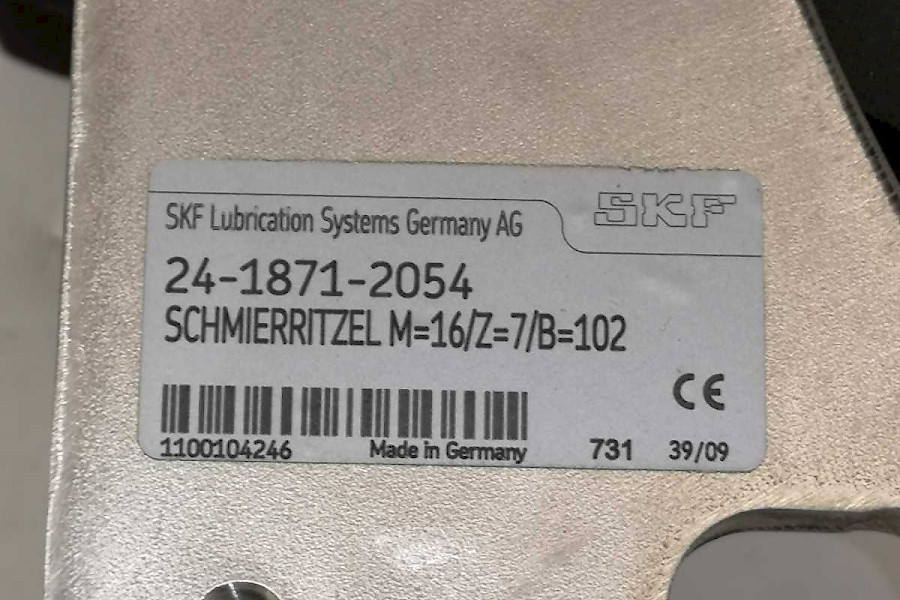 SKF Lubrication Systems Germany AG
SKF
24-1871-2054
SCHMIERRITZEL M=16/Z=7/B=102
CE
1100104246 Made in Germany 731 39/09